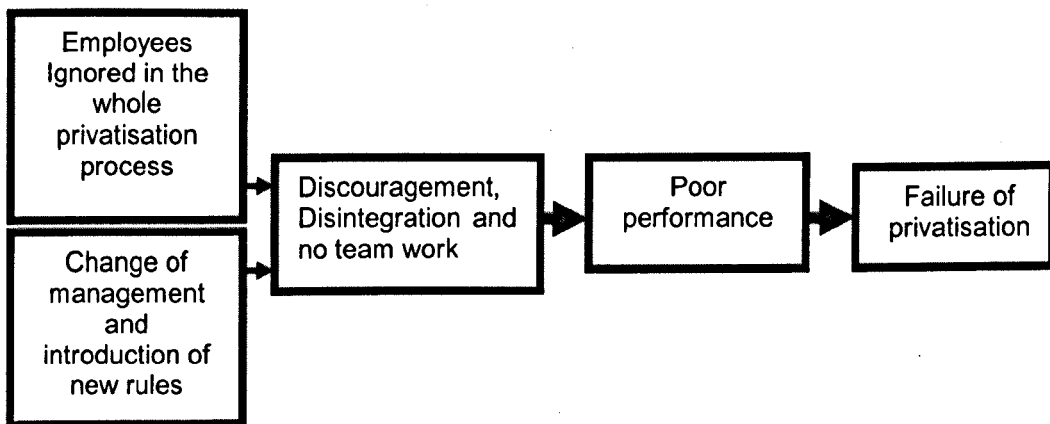 Employees
Ignored in the
whole
privatisation
process
Change of
management
and
introduction of
new rules
Discouragement,
Disintegration and
no team work
Poor
performance
Failure of
privatisation